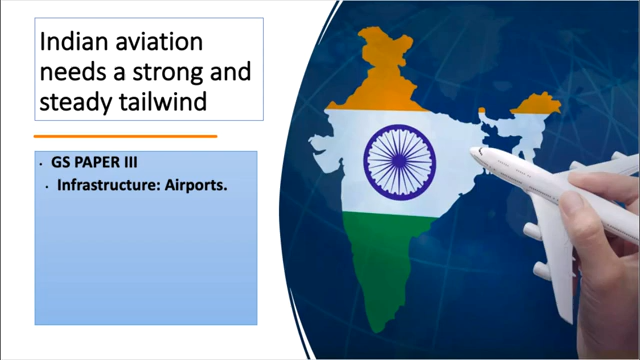 Indian aviation
needs a strong and
steady tailwind
• GS PAPER III
• Infrastructure: Airports.